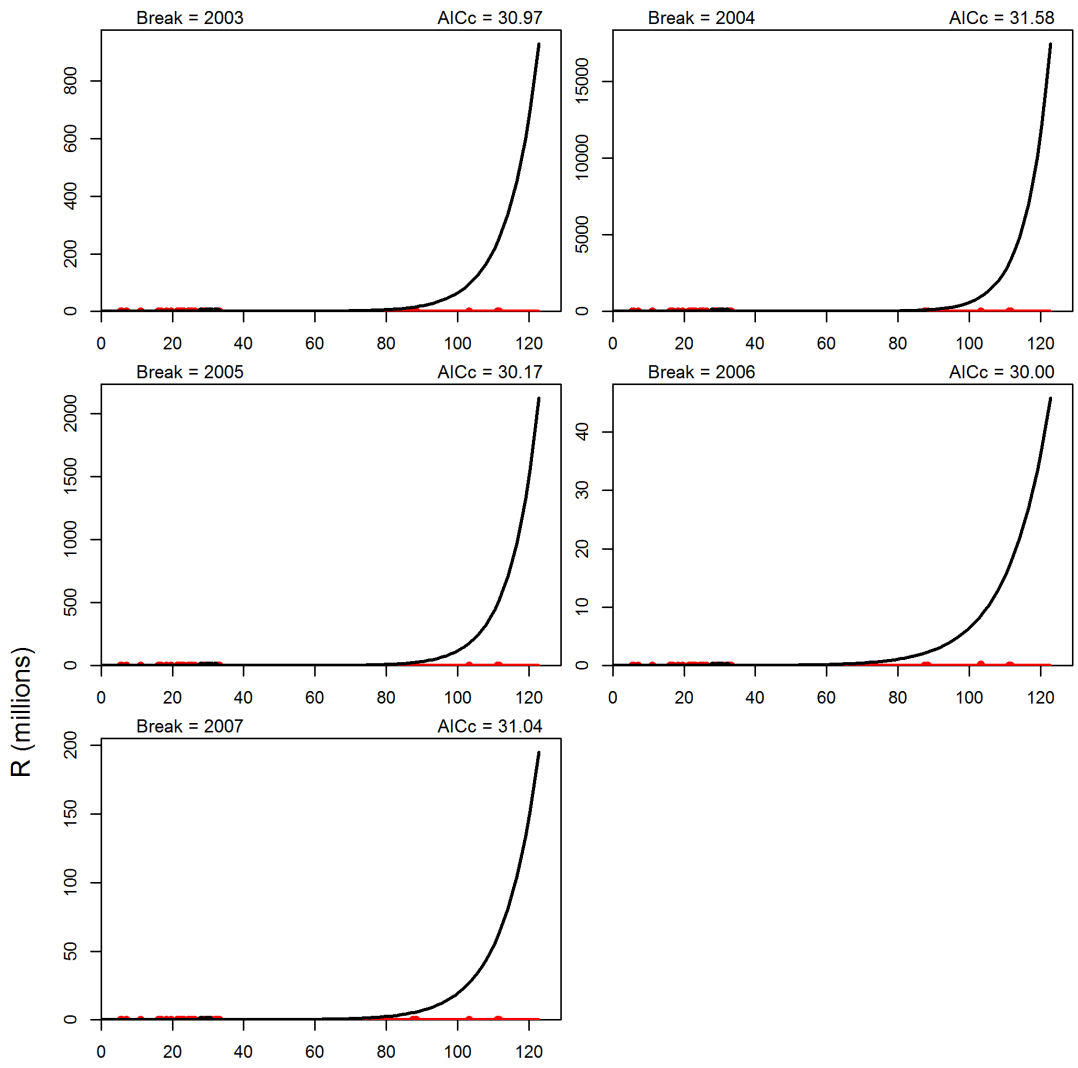 Break = 2003 AICc = 30.97
800
600
400
200
0
0 20 40 60 80 100 120
Break = 2004 AICc = 31.58
15000
10000
5000
0
0 20 40 60 80 100 120
Break = 2005 AICc = 30.17
2000
1500
1000
500
0
0 20 40 60 80 100 120
Break = 2006 AICc = 30.00
40
30
20
10
0
0 20 40 60 80 100 120
Break = 2007 AICc = 31.04
200
150
100
50
0
0 20 40 60 80 100 120
R (millions)